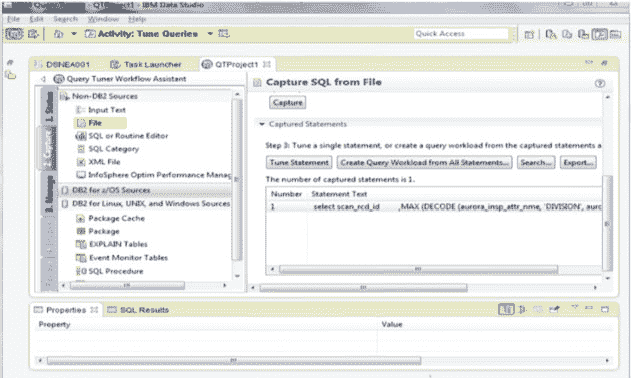 QTProject1 - IBM Data Studio
File Edit Search Window Help
Activity: Tune Queries
Quick Access
DSNEA001 Task Launcher QTProject1
Query Tuner Workflow Assistant
Capture SQL from File
1. Status
Non-DB2 Sources
Input Text
File
SQL or Routine Editor
SQL Category
XML File
InfoSphere Optim Performance Manag
DB2 for z/OS Sources
DB2 for Linux, UNIX, and Windows Sources
Package Cache
Package
EXPLAIN Tables
Event Monitor Tables
SQL Procedure
Capture
Captured Statements
Step 3: Tune a single statement, or create a query workload from the captured statements a
Tune Statement Create Query Workload from All Statements... Search... Export...
The number of captured statements is 1.
Number Statement Text
1 select scan_rcd_id ,MAX (DECODE (aurora_insp_attr_nme, 'DIVISION', auro
Properties SQL Results
Property Value